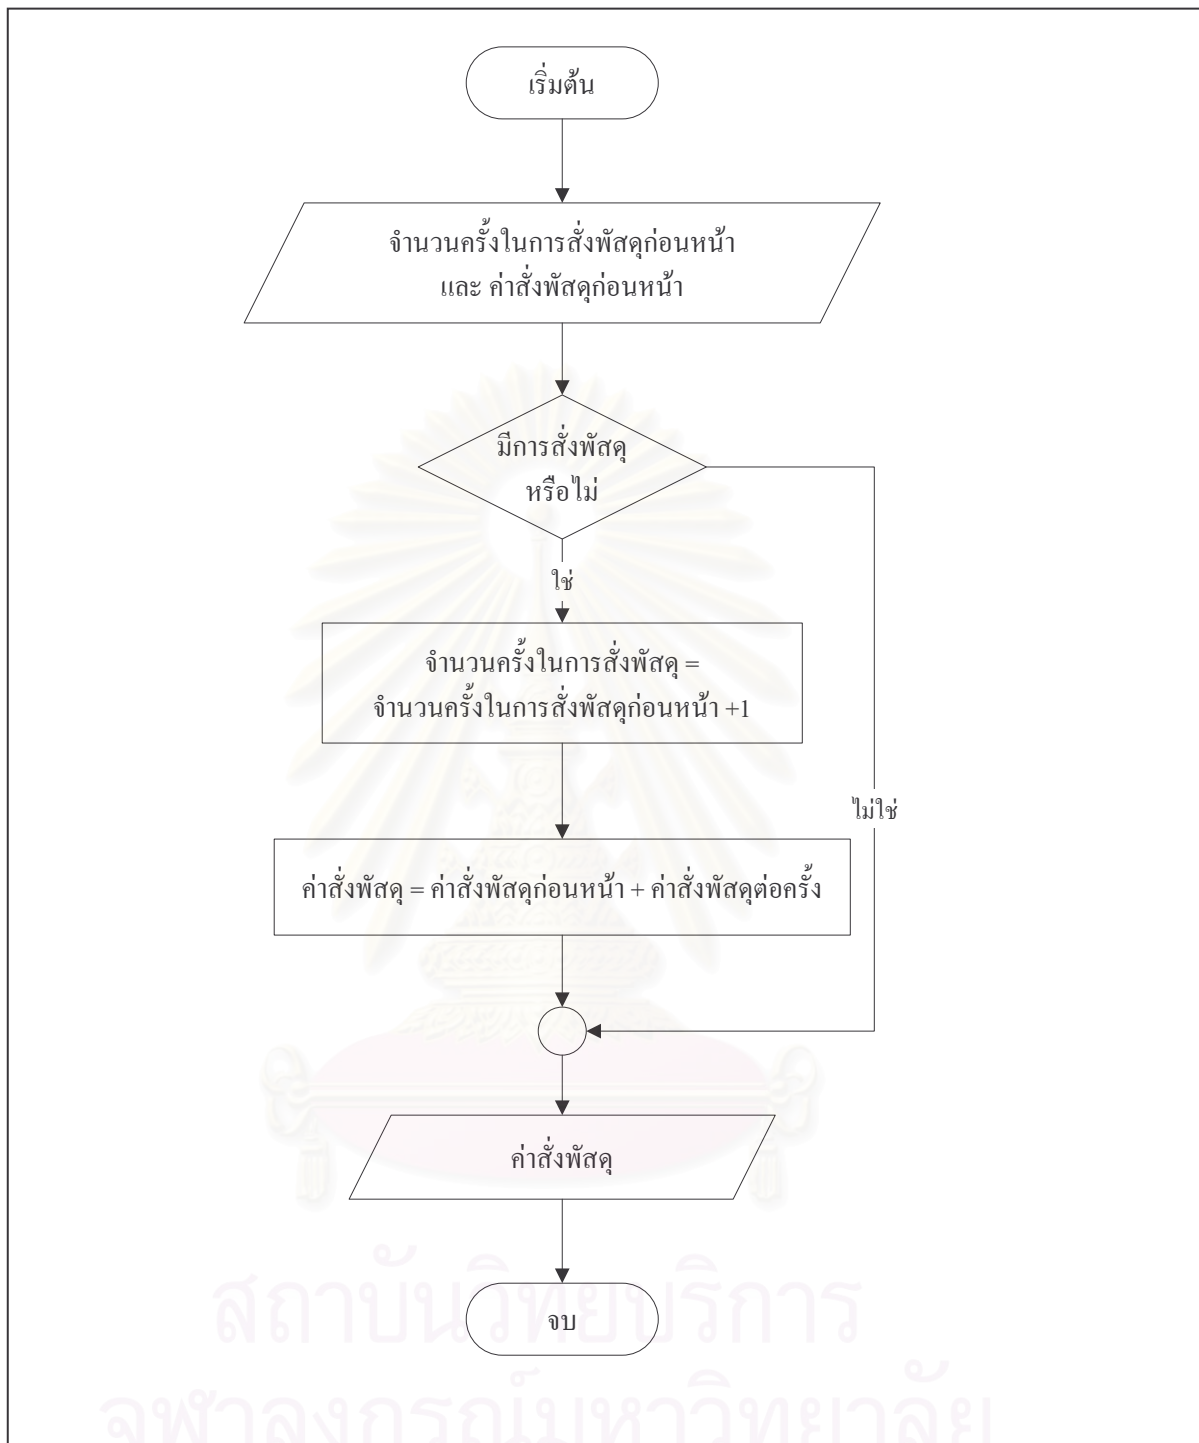 เริ่มต้น
จำนวนครั้งในการสั่งพัสดุก่อนหน้า
และ ค่าสั่งพัสดุก่อนหน้า
มีการสั่งพัสดุ
หรือไม่
ใช่
จำนวนครั้งในการสั่งพัสดุ =
จำนวนครั้งในการสั่งพัสดุก่อนหน้า +1
ไม่ใช่
ค่าสั่งพัสดุ = ค่าสั่งพัสดุก่อนหน้า + ค่าสั่งพัสดุต่อครั้ง
ค่าสั่งพัสดุ
จบ
สถาบันวิทยบริการ
จุฬาลงกรณ์มหาวิทยาลัย